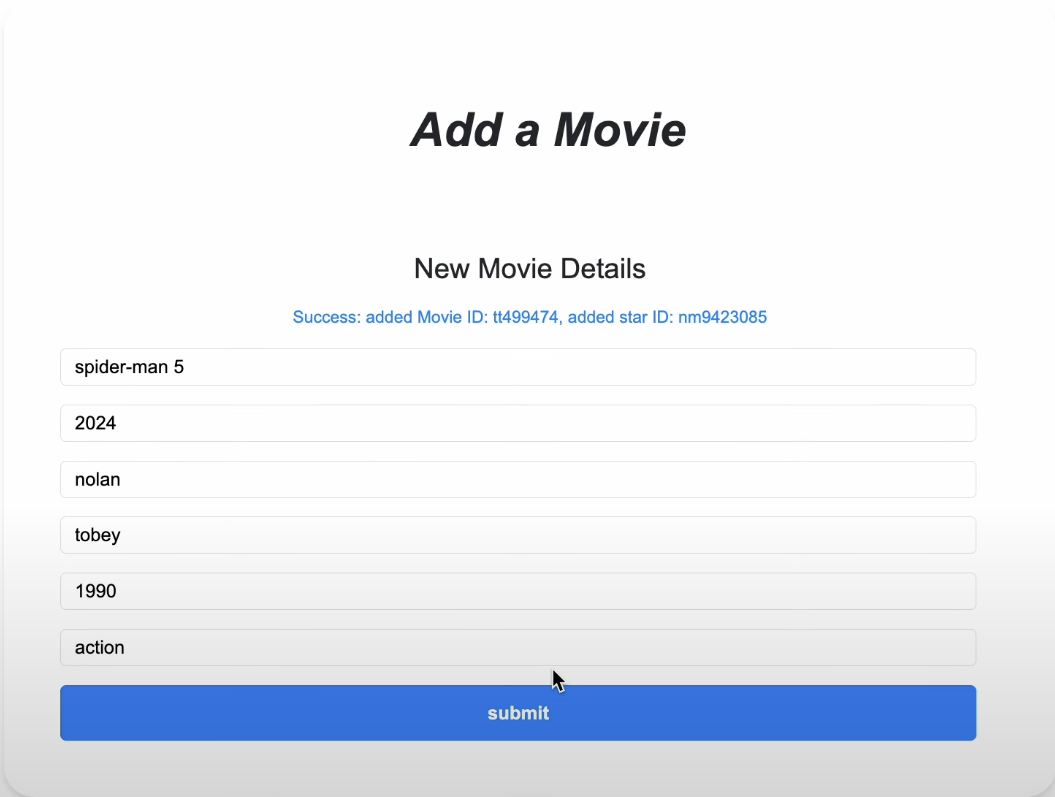 Add a Movie
New Movie Details
Success: added Movie ID: tt499474, added star ID: nm9423085
spider-man 5
2024
nolan
tobey
1990
action
submit